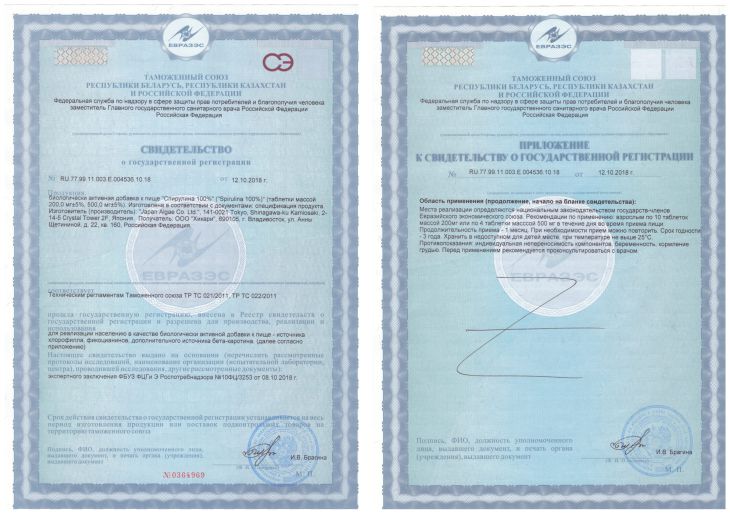 ЕВРАЗЭС
СЭ
ТАМОЖЕННЫЙ СОЮЗ
РЕСПУБЛИКИ БЕЛАРУСЬ, РЕСПУБЛИКИ КАЗАХСТАН
И РОССИЙСКОЙ ФЕДЕРАЦИИ
Федеральная служба по надзору в сфере защиты прав потребителей и благополучия человека
заместитель Главного государственного санитарного врача Российской Федерации
Российская Федерация
СВИДЕТЕЛЬСТВО
о государственной регистрации
№ RU.77.99.11.003.Е.004536.10.18 от 12.10.2018 г.
Продукция
биологически активная добавка к пище "Спирулина 100%" ("Spirulina 100%" (таблетки массой
200,0 мг±5%, 500,0 мг±5%). Изготовлена в соответствии с документами: спецификация продукта.
Изготовитель (производитель): "Japan Algae Co. Ltd.", 141-0021 Tokyo, Shinagawa-ku Kamiosaki, 2-
14-5 Crystal Tower 2F, Япония. Получатель: ООО "Хикари", 690105, г. Владивосток, ул. Анны
Щетининой, д. 22, кв. 160, Российская Федерация.
ЕВРАЗЭС
соответствует
Техническим регламентам Таможенного союза ТР ТС 021/2011, ТР ТС 022/2011
прошла государственную регистрацию, внесена в Реестр свидетельств о
государственной регистрации и разрешена для производства, реализации и
использования
для реализации населению в качестве биологически активной добавки к пище - источника
хлорофилла, фикоцианинов, дополнительного источника бета-каротина. (далее согласно
приложению)
Настоящее свидетельство выдано на основании (перечислить рассмотренные
протоколы исследований, наименование организации (испытательной лаборатории,
центра), проводившей исследования, другие рассмотренные документы):
экспертного заключения ФБУЗ ФЦГи Э Роспотребнадзора №10ФЦ/3253 от 08.10.2018 г.
Срок действия свидетельства о государственной регистрации устанавливается на весь
период изготовления продукции или поставок подконтрольных товаров на
территорию таможенного союза
Подпись, ФИО, должность уполномоченного лица,
выдавшего документ, и печать органа (учреждения),
выдавшего документ
И.В. Брагина
№0364969
М. П.
ЕВРАЗЭС
ТАМОЖЕННЫЙ СОЮЗ
РЕСПУБЛИКИ БЕЛАРУСЬ, РЕСПУБЛИКИ КАЗАХСТАН
И РОССИЙСКОЙ ФЕДЕРАЦИИ
Федеральная служба по надзору в сфере защиты прав потребителей и благополучия человека
заместитель Главного государственного санитарного врача Российской Федерации
Российская Федерация
ПРИЛОЖЕНИЕ
К СВИДЕТЕЛЬСТВУ О ГОСУДАРСТВЕННОЙ РЕГИСТРАЦИИ
№ RU.77.99.11.003.Е.004536.10.18 от 12.10.2018 г.
Область применения (продолжение, начало на бланке свидетельства)
Места реализации определяются национальным законодательством государств-членов
Евразийского экономического союза. Рекомендации по применению: взрослым по 10 таблеток
массой 200мг или по 4 таблетки масссой 500 мг в течение дня во время приема пищи.
Продолжительность приема - 1 месяц. При необходимости прием можно повторить. Срок годности
- 3 года. Хранить в недоступном для детей месте, при температуре не выше 25°С.
Противопоказания: индивидуальная непереносимость компонентов, беременность, кормление
грудью. Перед применением рекомендуется проконсультироваться с врачом.
ЕВРАЗЭС
Подпись, ФИО, должность уполномоченного
лица, выдавшего документ, и печать органа
(учреждения), выдавшего документ
И.В. Брагина
М. П.